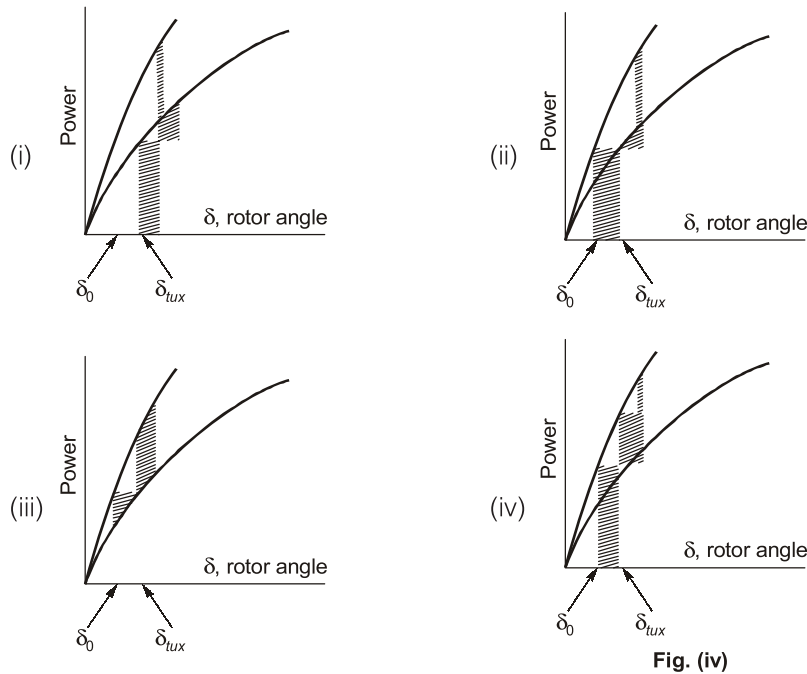 (i)
Power
δ, rotor angle
δ0
δtux
(ii)
Power
δ, rotor angle
δ0
δtux
(iii)
Power
δ, rotor angle
δ0
δtux
(iv)
Power
δ, rotor angle
δ0
δtux
Fig. (iv)